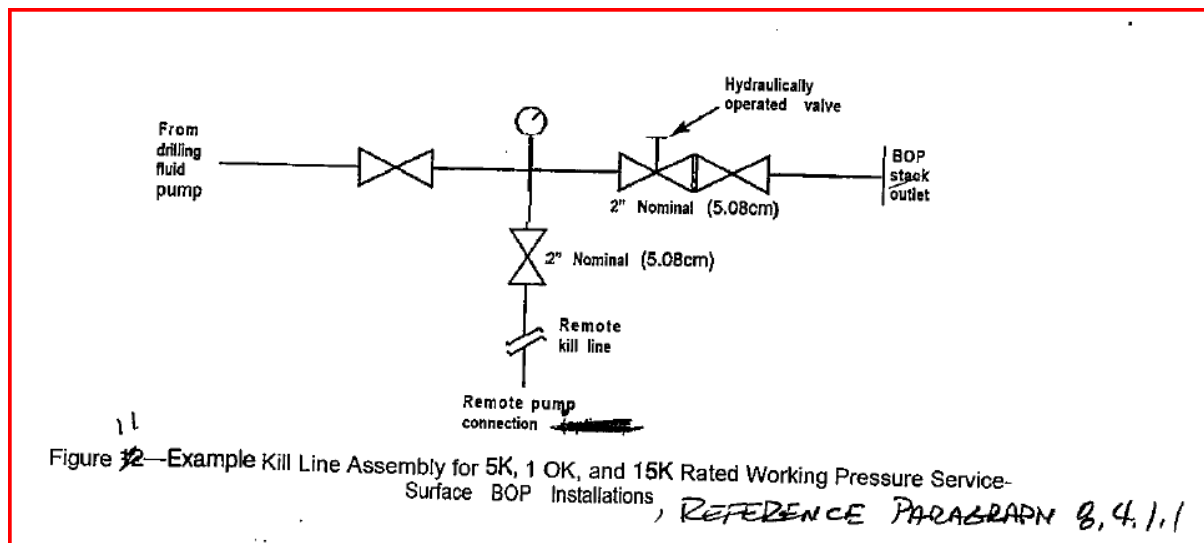 Hydraulically
operated valve
From
drilling
fluid
pump
BOP
stack
outlet
2" Nominal (5.08cm)
2" Nominal (5.08cm)
Remote
kill line
Remote pump
connection
11
Figure 12—Example Kill Line Assembly for 5K, 1 OK, and 15K Rated Working Pressure Service-
Surface BOP Installations, REFERENCE PARAGRAPH 8,4.1.1